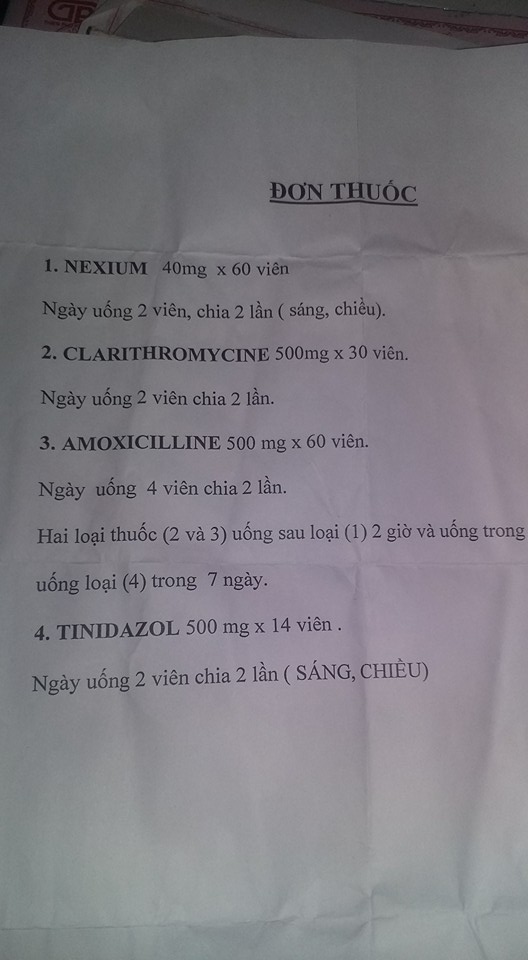 ĐƠN THUỐC
1. NEXIUM 40mg x 60 viên
Ngày uống 2 viên, chia 2 lần ( sáng, chiều).
2. CLARITHROMYCINE 500mg x 30 viên.
Ngày uống 2 viên chia 2 lần.
3. AMOXICILLINE 500 mg x 60 viên.
Ngày uống 4 viên chia 2 lần.
Hai loại thuốc (2 và 3) uống sau loại (1) 2 giờ và uống trong
uống loại (4) trong 7 ngày.
4. TINIDAZOL 500 mg x 14 viên .
Ngày uống 2 viên chia 2 lần ( SÁNG, CHIỀU)